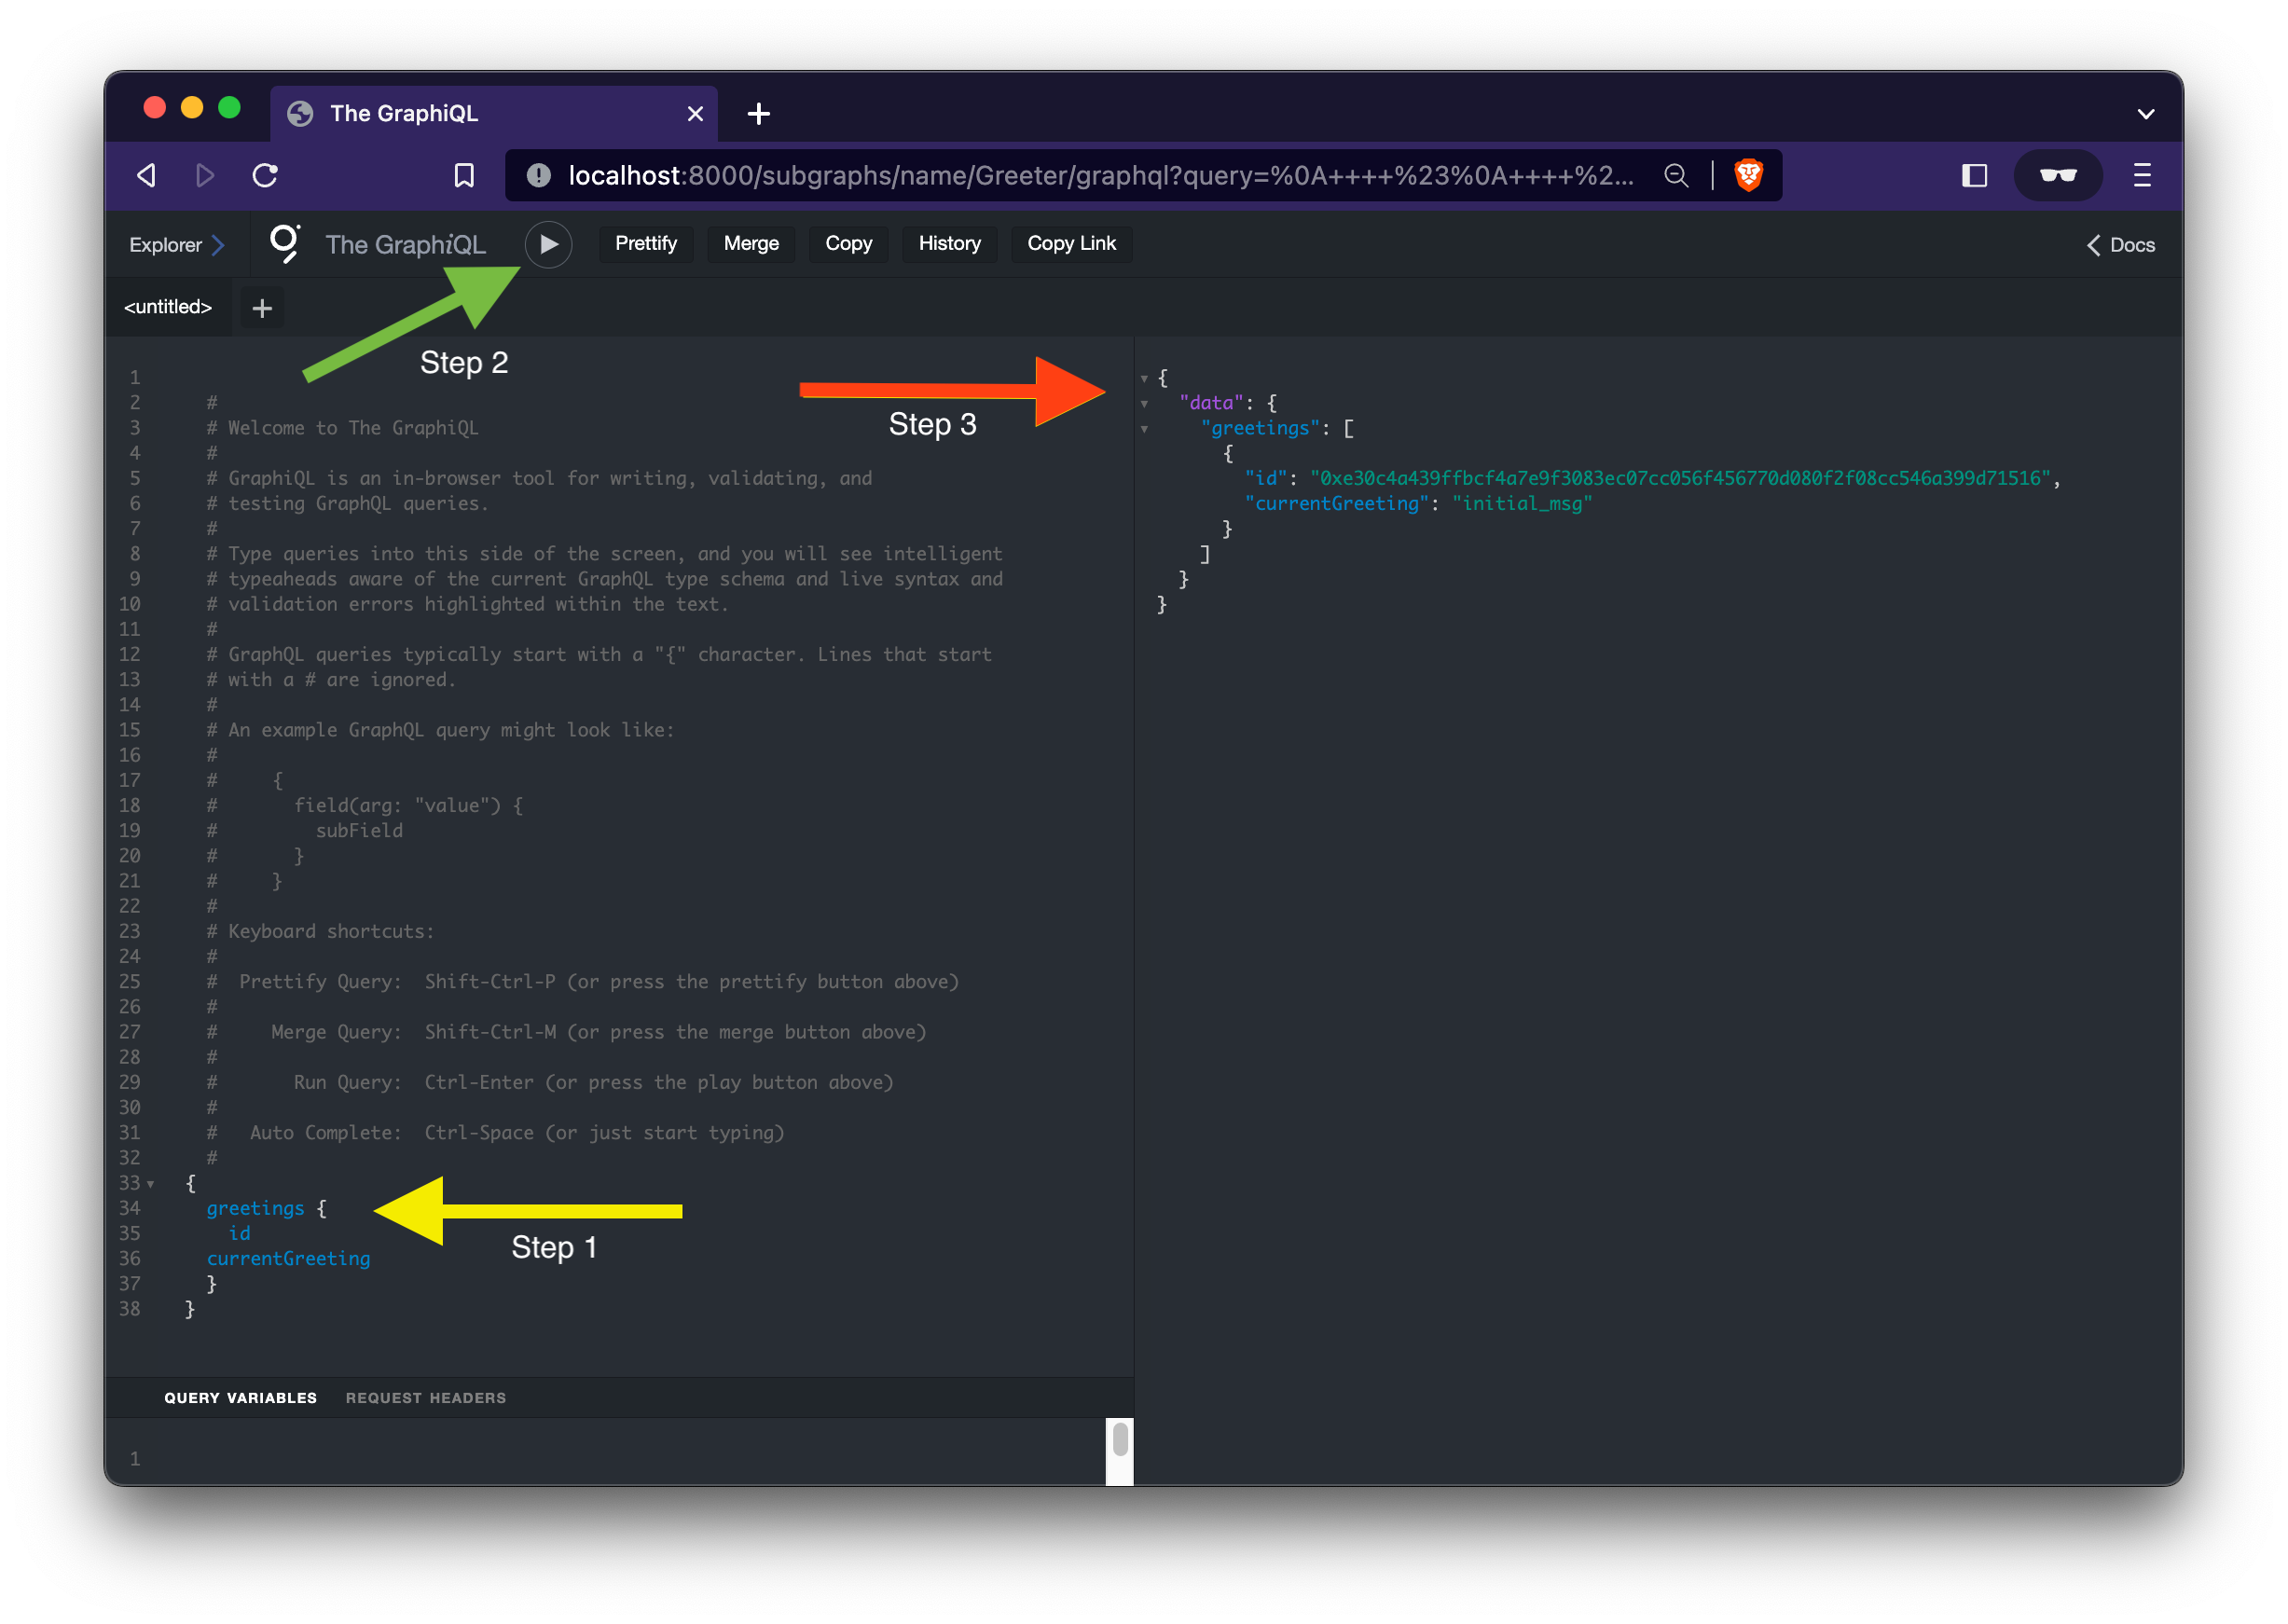 The GraphiQL
localhost:8000/subgraphs/name/Greeter/graphql?query=%0A++++%23%0A++++%2...
Explorer
The GraphiQL
Prettify
Merge
Copy
History
Copy Link
Docs
<untitled>
Step 2
Step 3
1
2 #
3 # Welcome to The GraphiQL
4 #
5 # GraphiQL is an in-browser tool for writing, validating, and
6 # testing GraphQL queries.
7 #
8 # Type queries into this side of the screen, and you will see intelligent
9 # typeaheads aware of the current GraphQL type schema and live syntax and
10 # validation errors highlighted within the text.
11 #
12 # GraphQL queries typically start with a "{" character. Lines that start
13 # with a # are ignored.
14 #
15 # An example GraphQL query might look like:
16 #
17 #     {
18 #       field(arg: "value") {
19 #         subField
20 #       }
21 #     }
22 #
23 # Keyboard shortcuts:
24 #
25 #  Prettify Query:  Shift-Ctrl-P (or press the prettify button above)
26 #
27 #     Merge Query:  Shift-Ctrl-M (or press the merge button above)
28 #
29 #       Run Query:  Ctrl-Enter (or press the play button above)
30 #
31 #   Auto Complete:  Ctrl-Space (or just start typing)
32 #
33 {
34   greetings {
35     id
36   currentGreeting
37   }
38 }
Step 1
QUERY VARIABLES
REQUEST HEADERS
1
{
  "data": {
    "greetings": [
      {
        "id": "0xe30c4a439ffbcf4a7e9f3083ec07cc056f456770d080f2f08cc546a399d71516",
        "currentGreeting": "initial_msg"
      }
    ]
  }
}